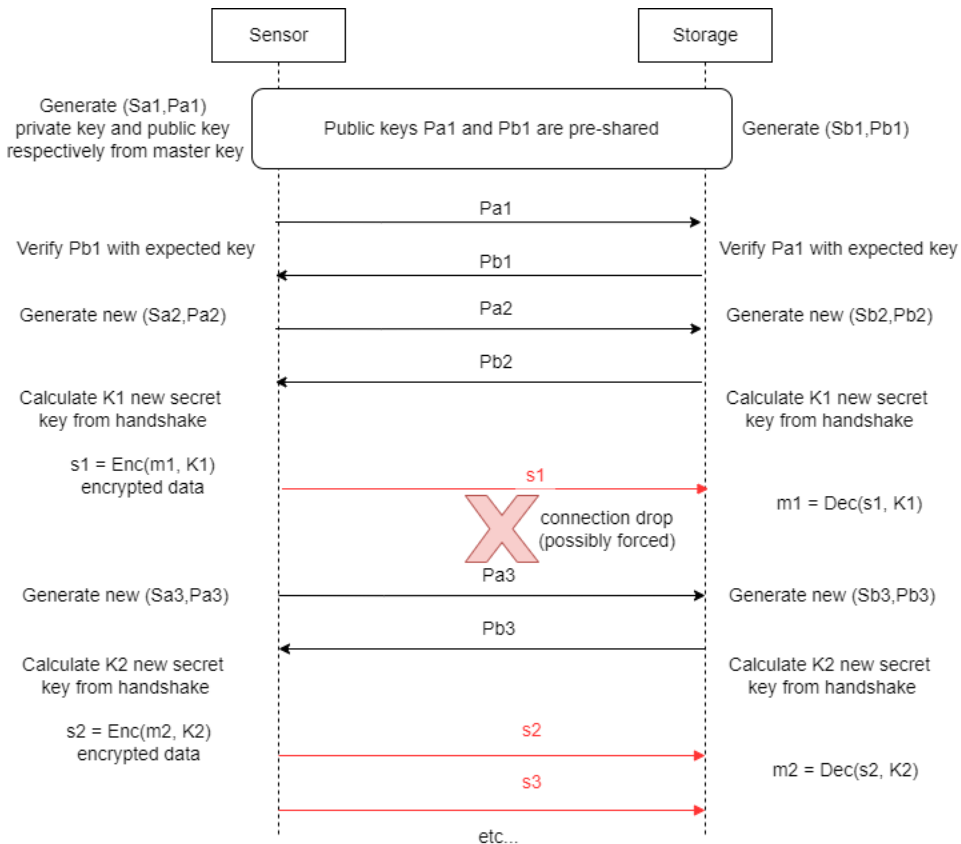 Sensor
Storage
Generate (Sa1,Pa1)
private key and public key
respectively from master key
Public keys Pa1 and Pb1 are pre-shared
Generate (Sb1,Pb1)
Pa1
Verify Pb1 with expected key
Verify Pa1 with expected key
Pb1
Generate new (Sa2,Pa2)
Pa2
Generate new (Sb2,Pb2)
Pb2
Calculate K1 new secret
key from handshake
Calculate K1 new secret
key from handshake
s1 = Enc(m1, K1)
encrypted data
s1
m1 = Dec(s1, K1)
connection drop
(possibly forced)
Pa3
Generate new (Sa3,Pa3)
Generate new (Sb3,Pb3)
Pb3
Calculate K2 new secret
key from handshake
Calculate K2 new secret
key from handshake
s2 = Enc(m2, K2)
encrypted data
s2
m2 = Dec(s2, K2)
s3
etc...